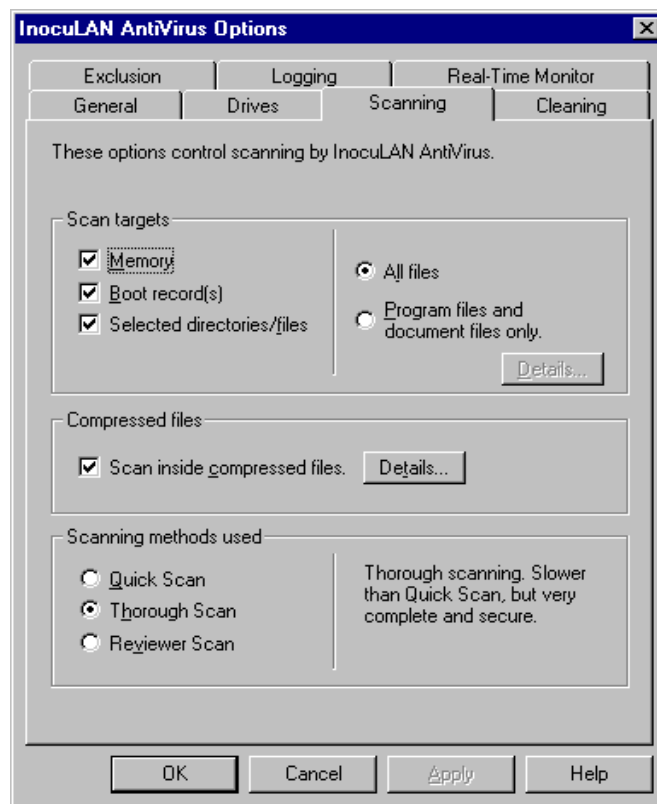 InocuLAN AntiVirus Options
Exclusion
Logging
Real-Time Monitor
General
Drives
Scanning
Cleaning
These options control scanning by InocuLAN AntiVirus.
Scan targets
Memory
Boot record(s)
Selected directories/files
All files
Program files and
document files only.
Details...
Compressed files
Scan inside compressed files.
Details...
Scanning methods used
Quick Scan
Thorough Scan
Reviewer Scan
Thorough scanning. Slower
than Quick Scan, but very
complete and secure.
OK
Cancel
Apply
Help